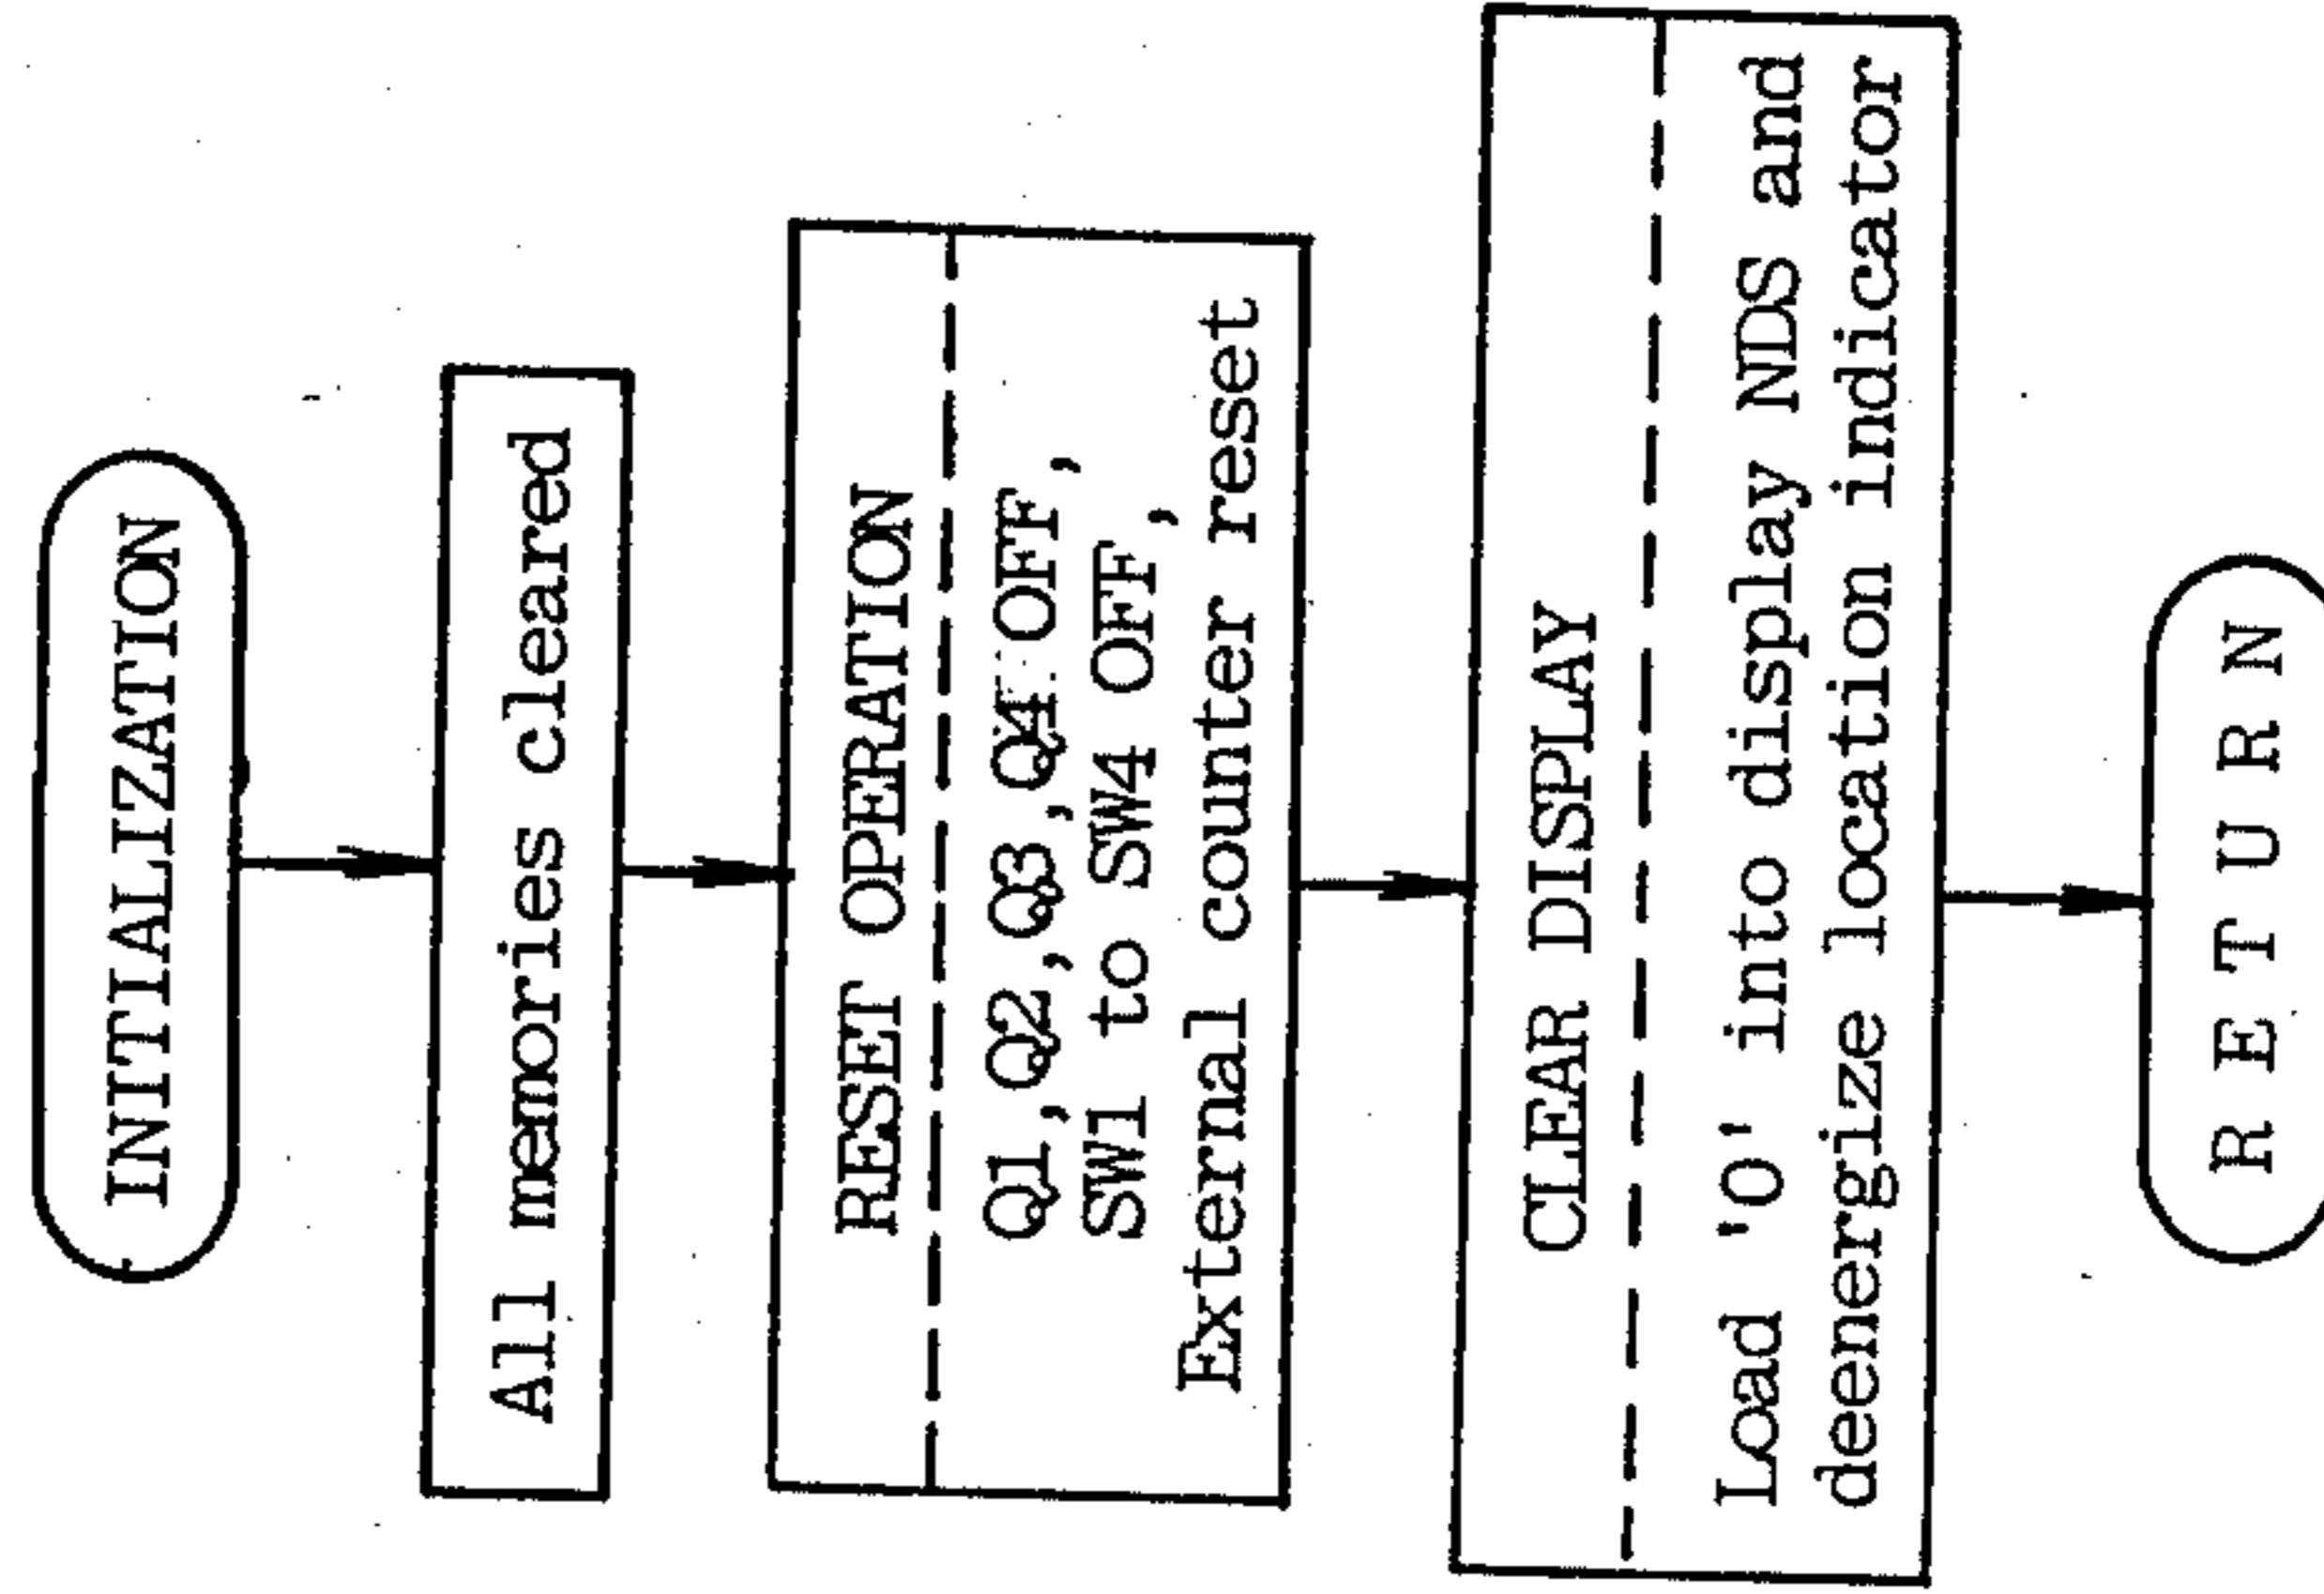 INITIALIZATION
All memories cleared
RESET OPERATION
Q1, Q2, Q3, Q4 OFF,
SW1 to SW4 OFF,
External counter reset
CLEAR DISPLAY
Load '0' into display NDS and
deenergize location indicator
R E T U R N